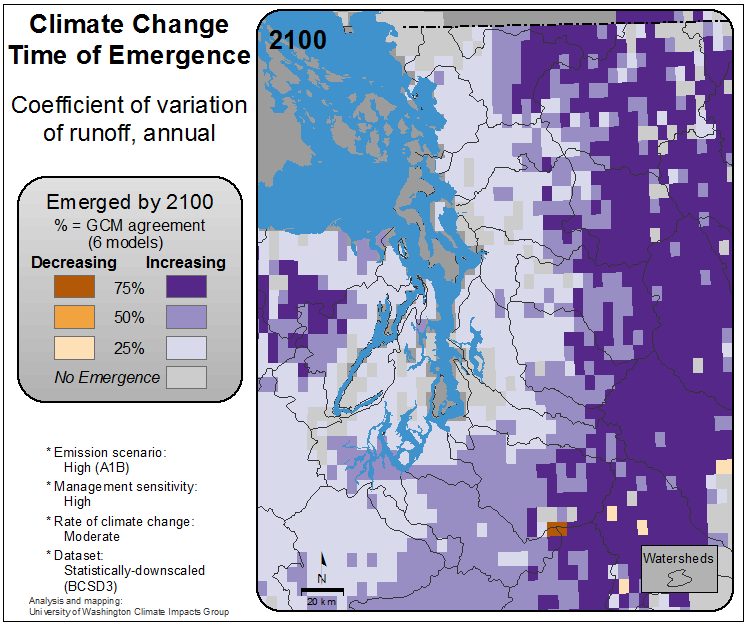 Climate Change
Time of Emergence
Coefficient of variation
of runoff, annual
Emerged by 2100
% = GCM agreement
(6 models)
Decreasing Increasing
75%
50%
25%
No Emergence
* Emission scenario:
High (A1B)
* Management sensitivity:
High
* Rate of climate change:
Moderate
* Dataset:
Statistically-downscaled
(BCSD3)
Analysis and mapping:
University of Washington Climate Impacts Group
2100
N
20 km
Watersheds